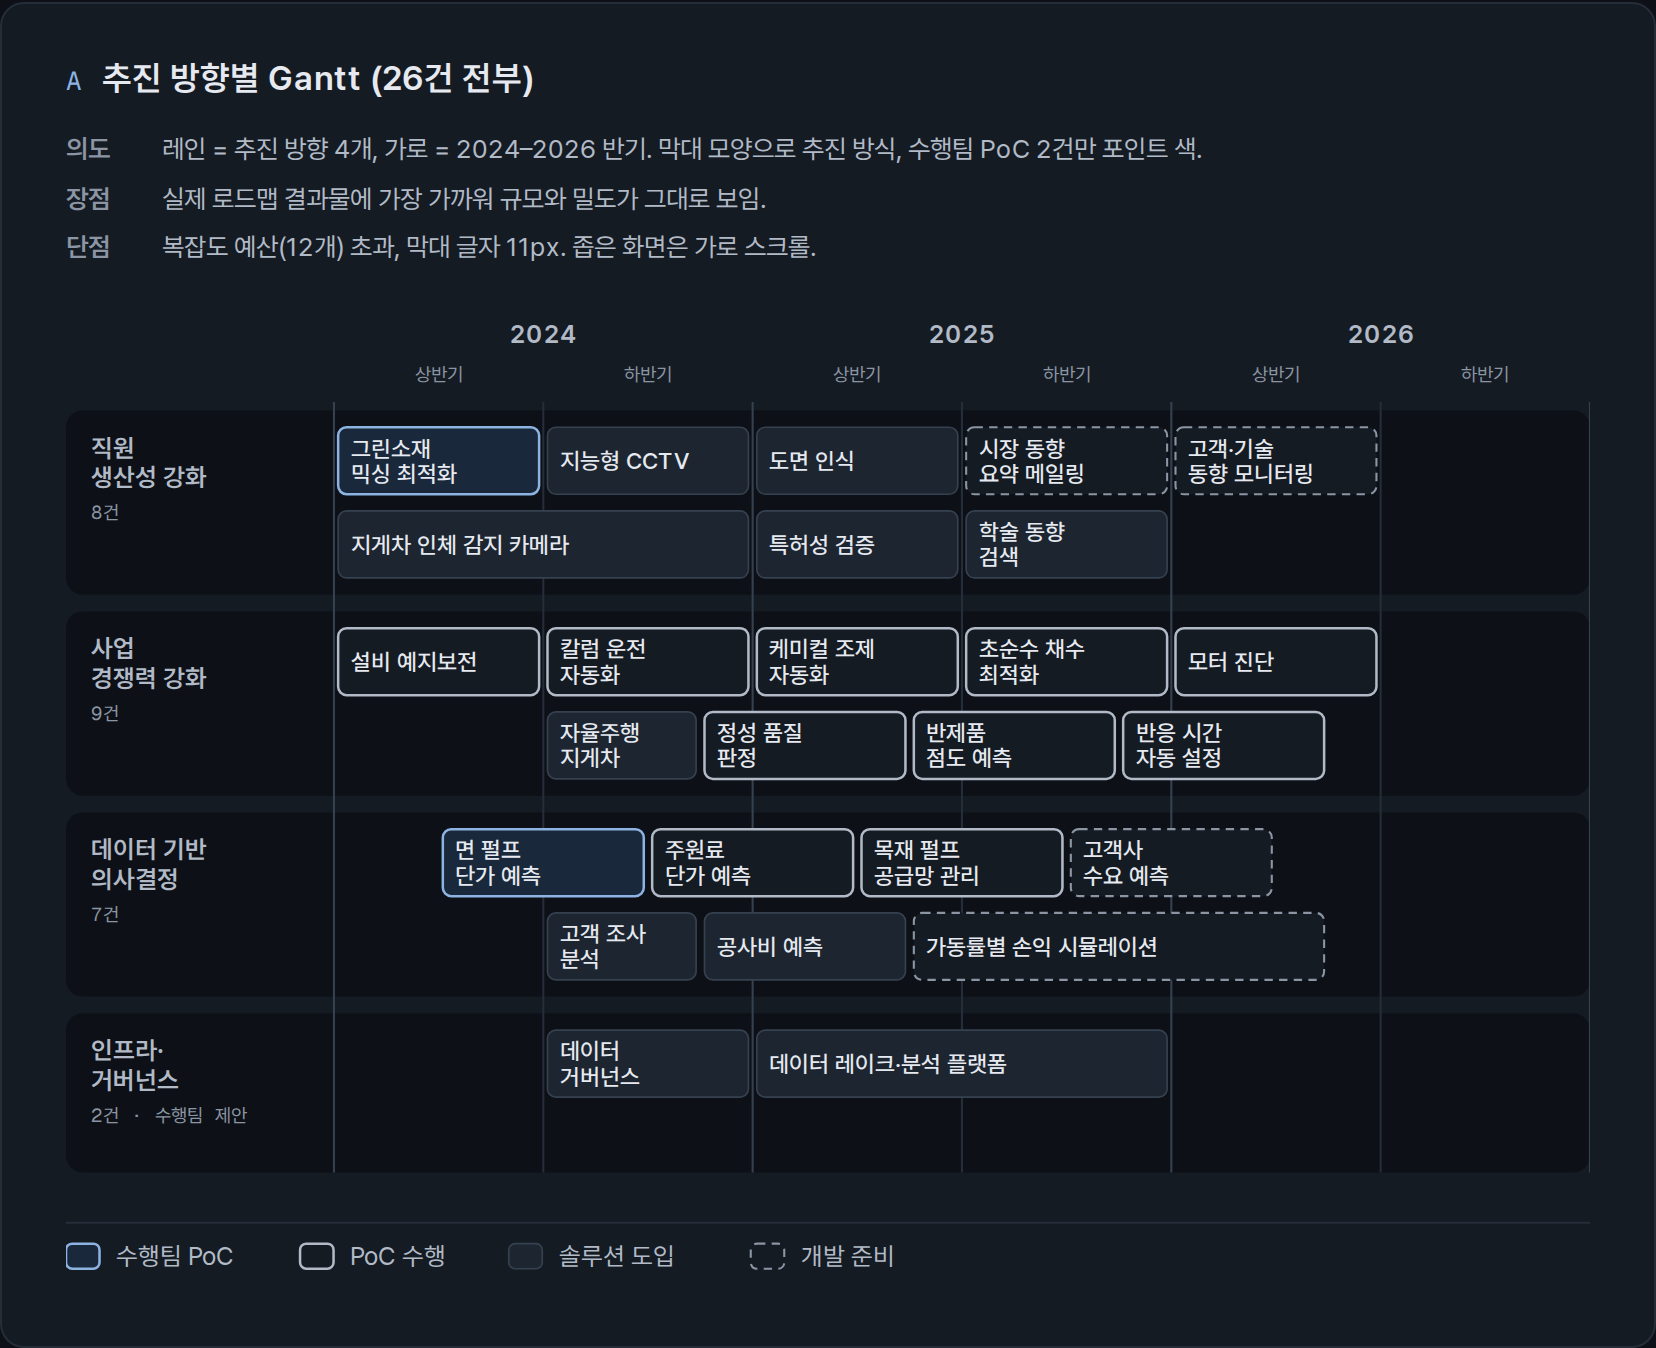 A 추진 방향별 Gantt (26건 전부)
의도 레인 = 추진 방향 4개, 가로 = 2024–2026 반기. 막대 모양으로 추진 방식, 수행팀 PoC 2건만 포인트 색.
장점 실제 로드맵 결과물에 가장 가까워 규모와 밀도가 그대로 보임.
단점 복잡도 예산(12개) 초과, 막대 글자 11px. 좁은 화면은 가로 스크롤.
2024 2025 2026
상반기 하반기 상반기 하반기 상반기 하반기
직원
생산성 강화
8건
그린소재
믹싱 최적화
지능형 CCTV
도면 인식
시장 동향
요약 메일링
고객·기술
동향 모니터링
지게차 인체 감지 카메라
특허성 검증
학술 동향
검색
사업
경쟁력 강화
9건
설비 예지보전
칼럼 운전
자동화
케미컬 조제
자동화
초순수 채수
최적화
모터 진단
자율주행
지게차
정성 품질
판정
반제품
점도 예측
반응 시간
자동 설정
데이터 기반
의사결정
7건
면 펄프
단가 예측
주원료
단가 예측
목재 펄프
공급망 관리
고객사
수요 예측
고객 조사
분석
공사비 예측
가동률별 손익 시뮬레이션
인프라·
거버넌스
2건 · 수행팀 제안
데이터
거버넌스
데이터 레이크·분석 플랫폼
수행팀 PoC PoC 수행 솔루션 도입 개발 준비